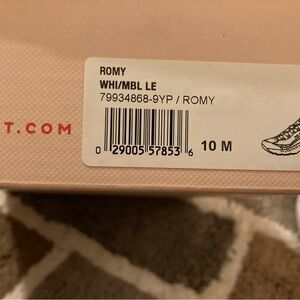 ROMY
WHI/MBL LE
79934868-9YP / ROMY
T.COM
0 29005 57853 6
10 M